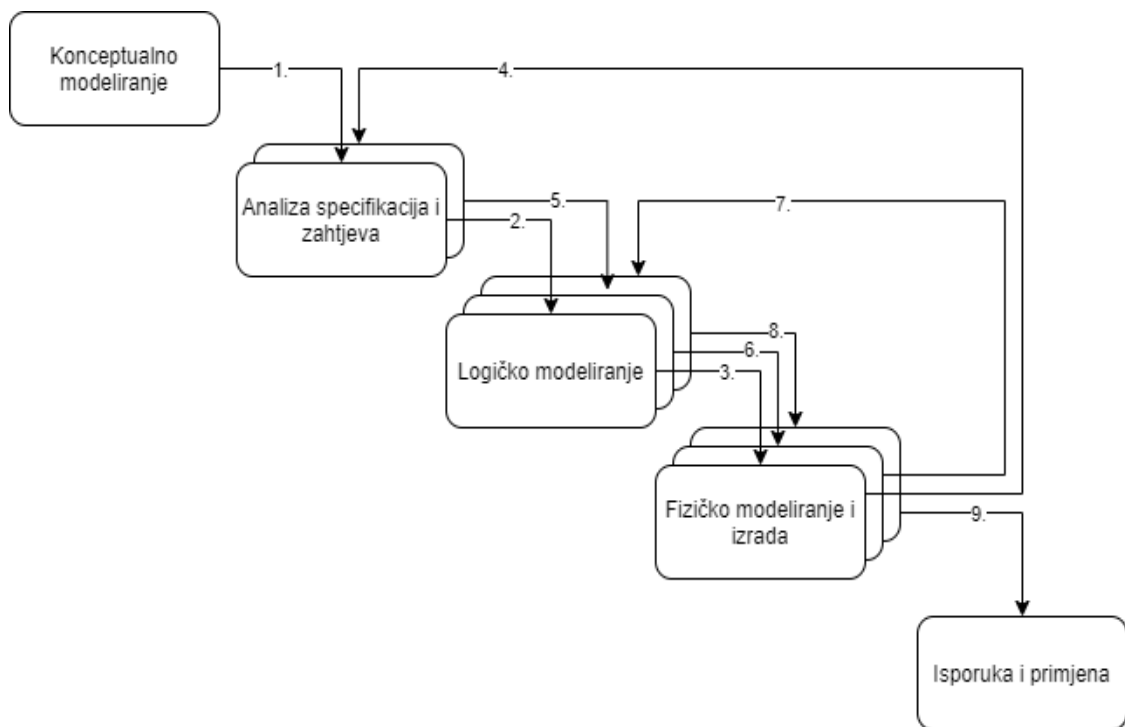 Konceptualno
modeliranje
1.
4.
Analiza specifikacija i
zahtjeva
5.
2.
7.
Logičko modeliranje
8.
6.
3.
Fizičko modeliranje i
izrada
9.
Isporuka i primjena